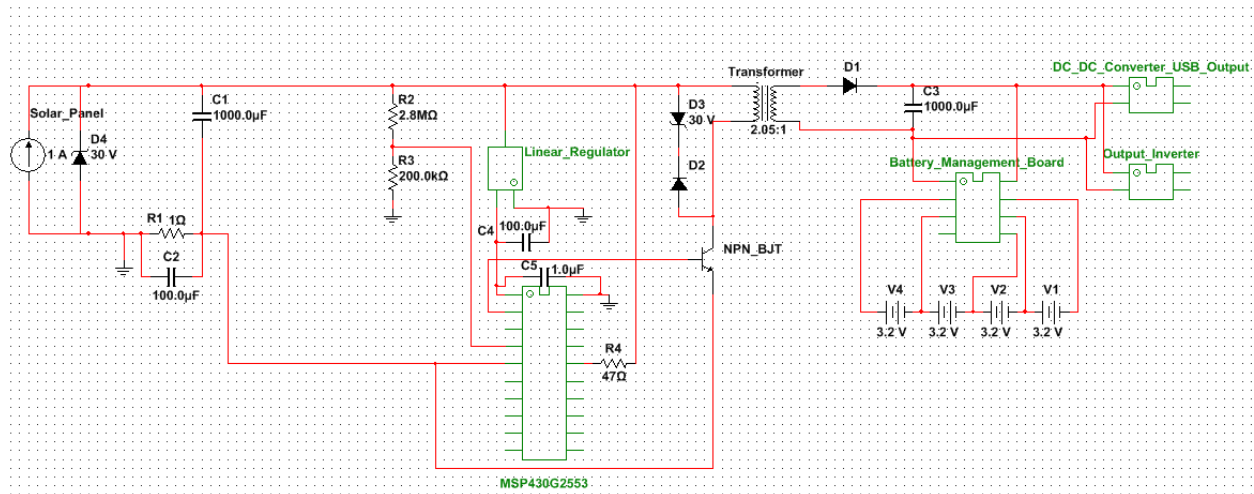 DC_DC_Converter_USB_Output
Transformer
D1
Solar_Panel
C1
1000.0µF
R2
2.8MΩ
D3
30 V
C3
1000.0µF
2.05:1
1 A
D4
30 V
Linear_Regulator
Output_Inverter
R3
200.0kΩ
D2
Battery_Management_Board
R1
1Ω
C4
100.0µF
C2
100.0µF
NPN_BJT
C5
1.0µF
V4
3.2 V
V3
3.2 V
V2
3.2 V
V1
3.2 V
R4
47Ω
MSP430G2553